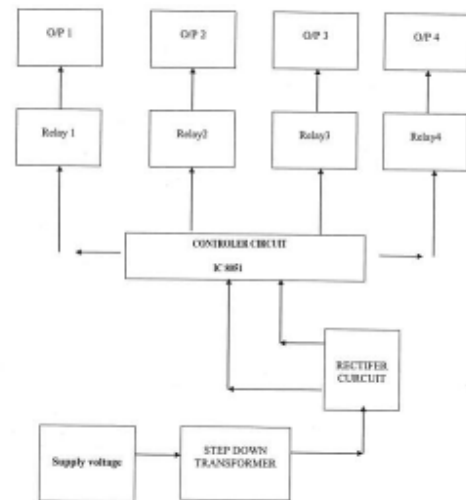 O/P 1
O/P 2
O/P 3
O/P 4
Relay 1
Relay2
Relay3
Relay4
CONTROLER CIRCUIT
IC 8051
RECTIFER
CURCUIT
Supply voltage
STEP DOWN
TRANSFORMER